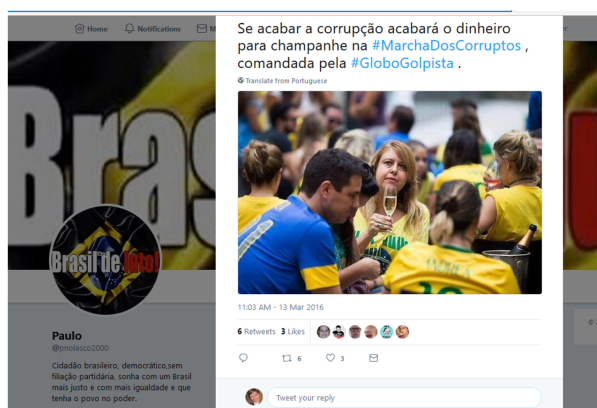 Home
Notifications
M
Se acabar a corrupção acabará o dinheiro
para champanhe na #MarchaDosCorruptos ,
comandada pela #GloboGolpista .
Translate from Portuguese
Bras
Brasil de luto!
11:03 AM - 13 Mar 2016
6 Retweets 3 Likes
6
3
Tweet your reply
Paulo
@pnolasco2000
Cidadão brasileiro, democrático,sem
filiação partidária, sonha com um Brasil
mais justo e com mais igualdade e que
tenha o povo no poder.